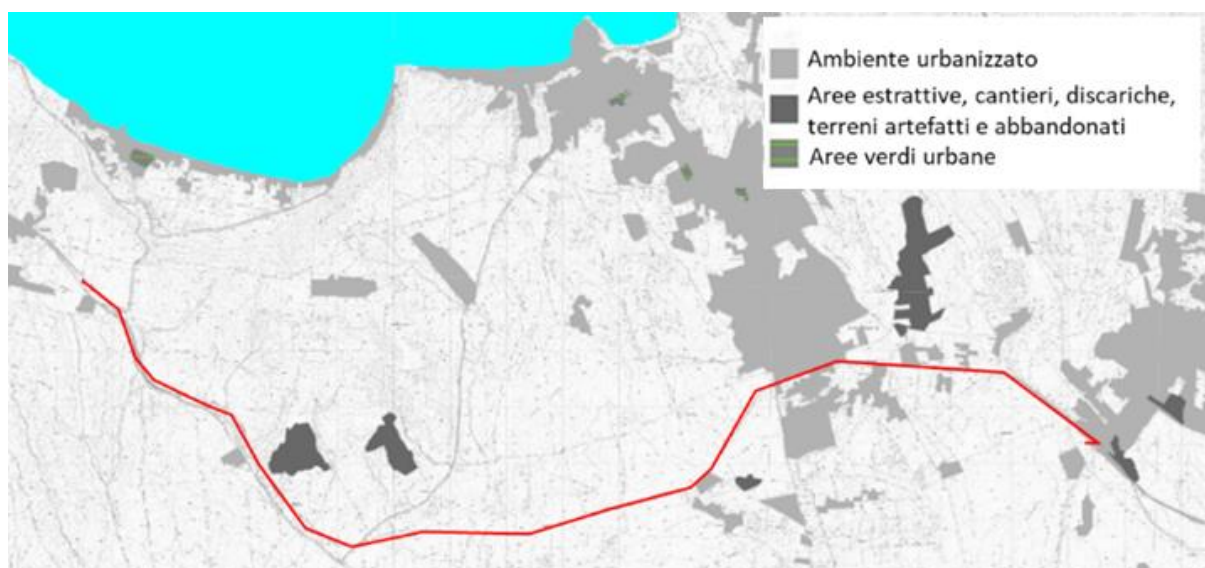 Ambiente urbanizzato
Aree estrattive, cantieri, discariche,
terreni artefatti e abbandonati
Aree verdi urbane